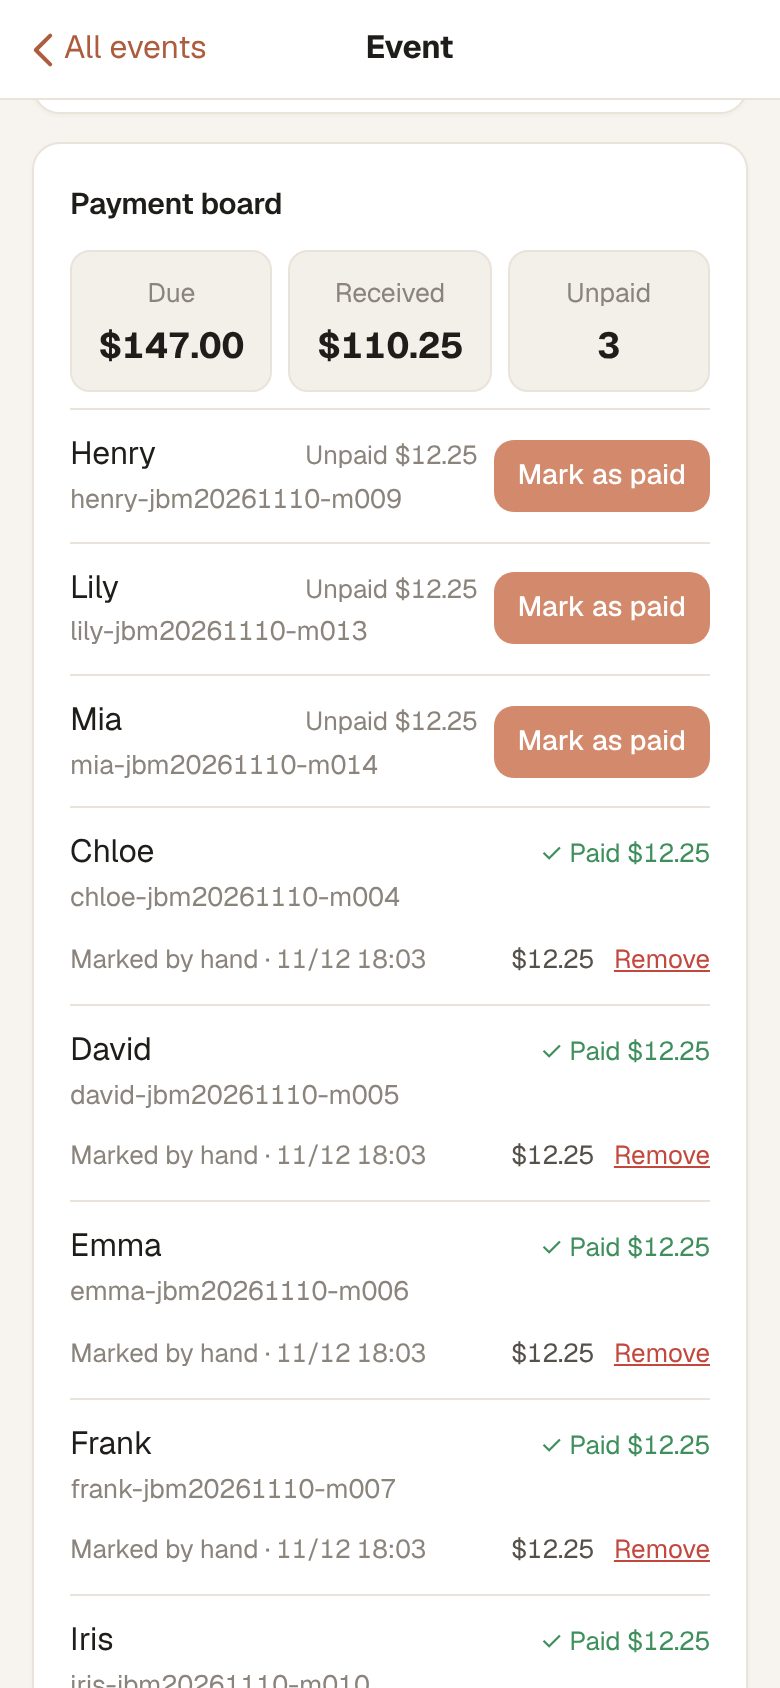 All events
Event
Payment board
Due
$147.00
Received
$110.25
Unpaid
3
Henry
Unpaid $12.25
Mark as paid
henry-jbm20261110-m009
Lily
Unpaid $12.25
Mark as paid
lily-jbm20261110-m013
Mia
Unpaid $12.25
Mark as paid
mia-jbm20261110-m014
Chloe
✓ Paid $12.25
chloe-jbm20261110-m004
Marked by hand · 11/12 18:03 $12.25 Remove
David
✓ Paid $12.25
david-jbm20261110-m005
Marked by hand · 11/12 18:03 $12.25 Remove
Emma
✓ Paid $12.25
emma-jbm20261110-m006
Marked by hand · 11/12 18:03 $12.25 Remove
Frank
✓ Paid $12.25
frank-jbm20261110-m007
Marked by hand · 11/12 18:03 $12.25 Remove
Iris
✓ Paid $12.25
iris-jbm20261110-m010